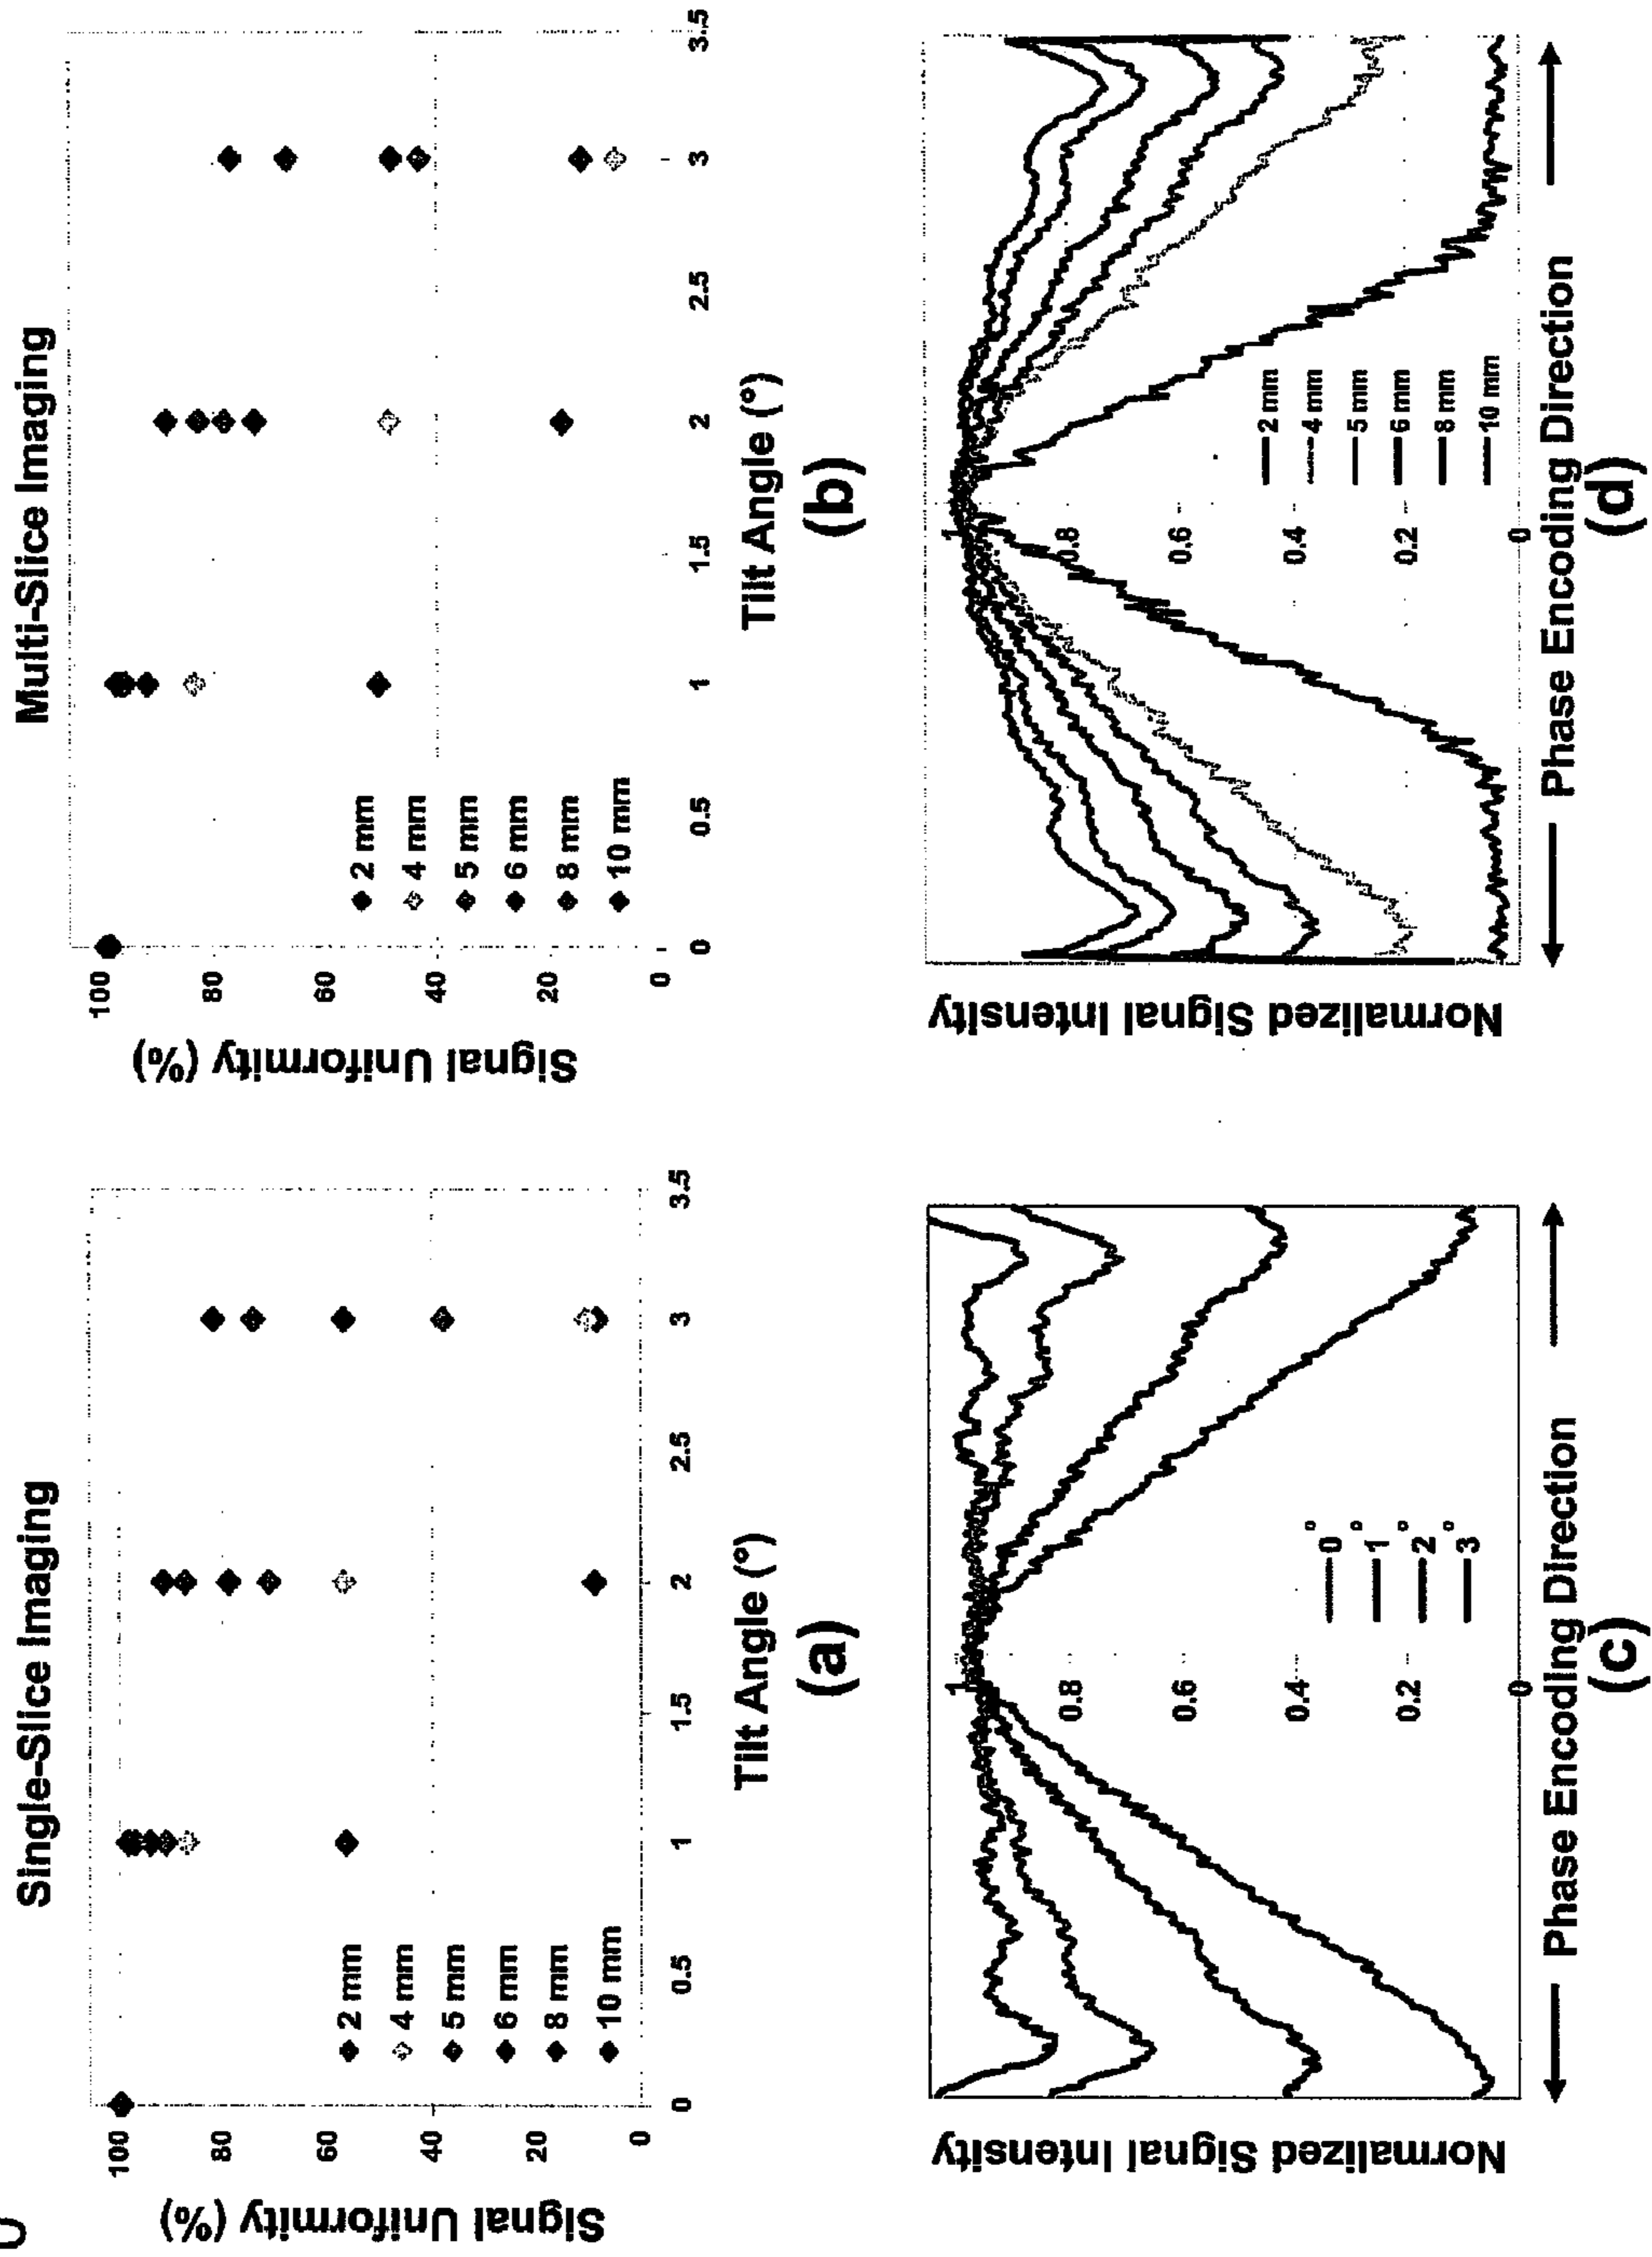 Single-Slice Imaging
Signal Uniformity (%)
100
80
60
40
20
0
2 mm
4 mm
5 mm
6 mm
8 mm
10 mm
0 0.5 1 1.5 2 2.5 3 3.5
Tilt Angle (°)
(a)
Multi-Slice Imaging
Signal Uniformity (%)
100
80
60
40
20
0
2 mm
4 mm
5 mm
6 mm
8 mm
10 mm
0 0.5 1 1.5 2 2.5 3 3.5
Tilt Angle (°)
(b)
Normalized Signal Intensity
1
0.8
0.6
0.4
0.2
0
0°
1°
2°
3°
Phase Encoding Direction
(c)
Normalized Signal Intensity
1
0.8
0.6
0.4
0.2
0
2 mm
4 mm
5 mm
6 mm
8 mm
10 mm
Phase Encoding Direction
(d)